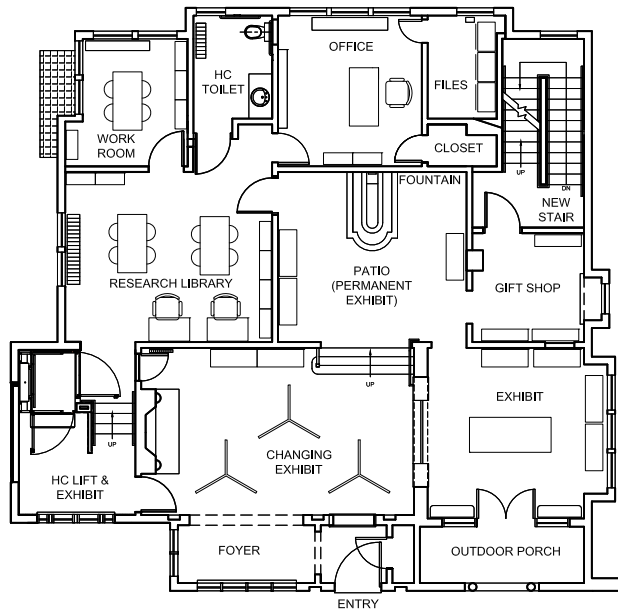 OFFICE
HC
TOILET
FILES
WORK
ROOM
CLOSET
UP
DN
FOUNTAIN
NEW
STAIR
PATIO
(PERMANENT
EXHIBIT)
RESEARCH LIBRARY
GIFT SHOP
UP
EXHIBIT
UP
CHANGING
EXHIBIT
HC LIFT &
EXHIBIT
FOYER
OUTDOOR PORCH
ENTRY